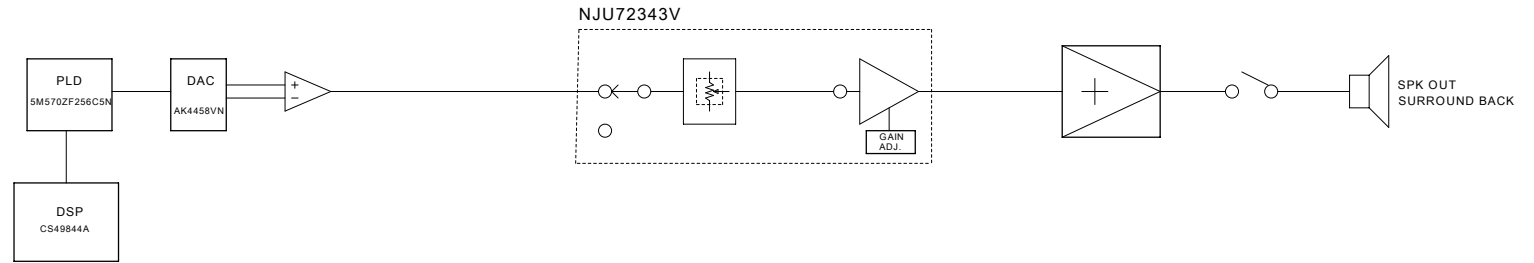 NJU72343V
PLD
5M570ZF256C5N
DAC
AK4458VN
+
−
GAIN
ADJ.
SPK OUT
SURROUND BACK
DSP
CS49844A